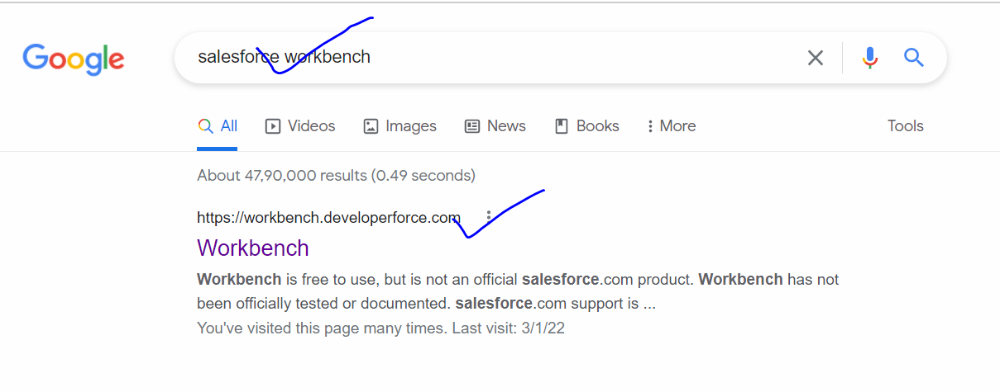 Google
salesforce workbench
All Videos Images News Books More Tools
About 47,90,000 results (0.49 seconds)
https://workbench.developerforce.com
Workbench
Workbench is free to use, but is not an official salesforce.com product. Workbench has not
been officially tested or documented. salesforce.com support is ...
You've visited this page many times. Last visit: 3/1/22